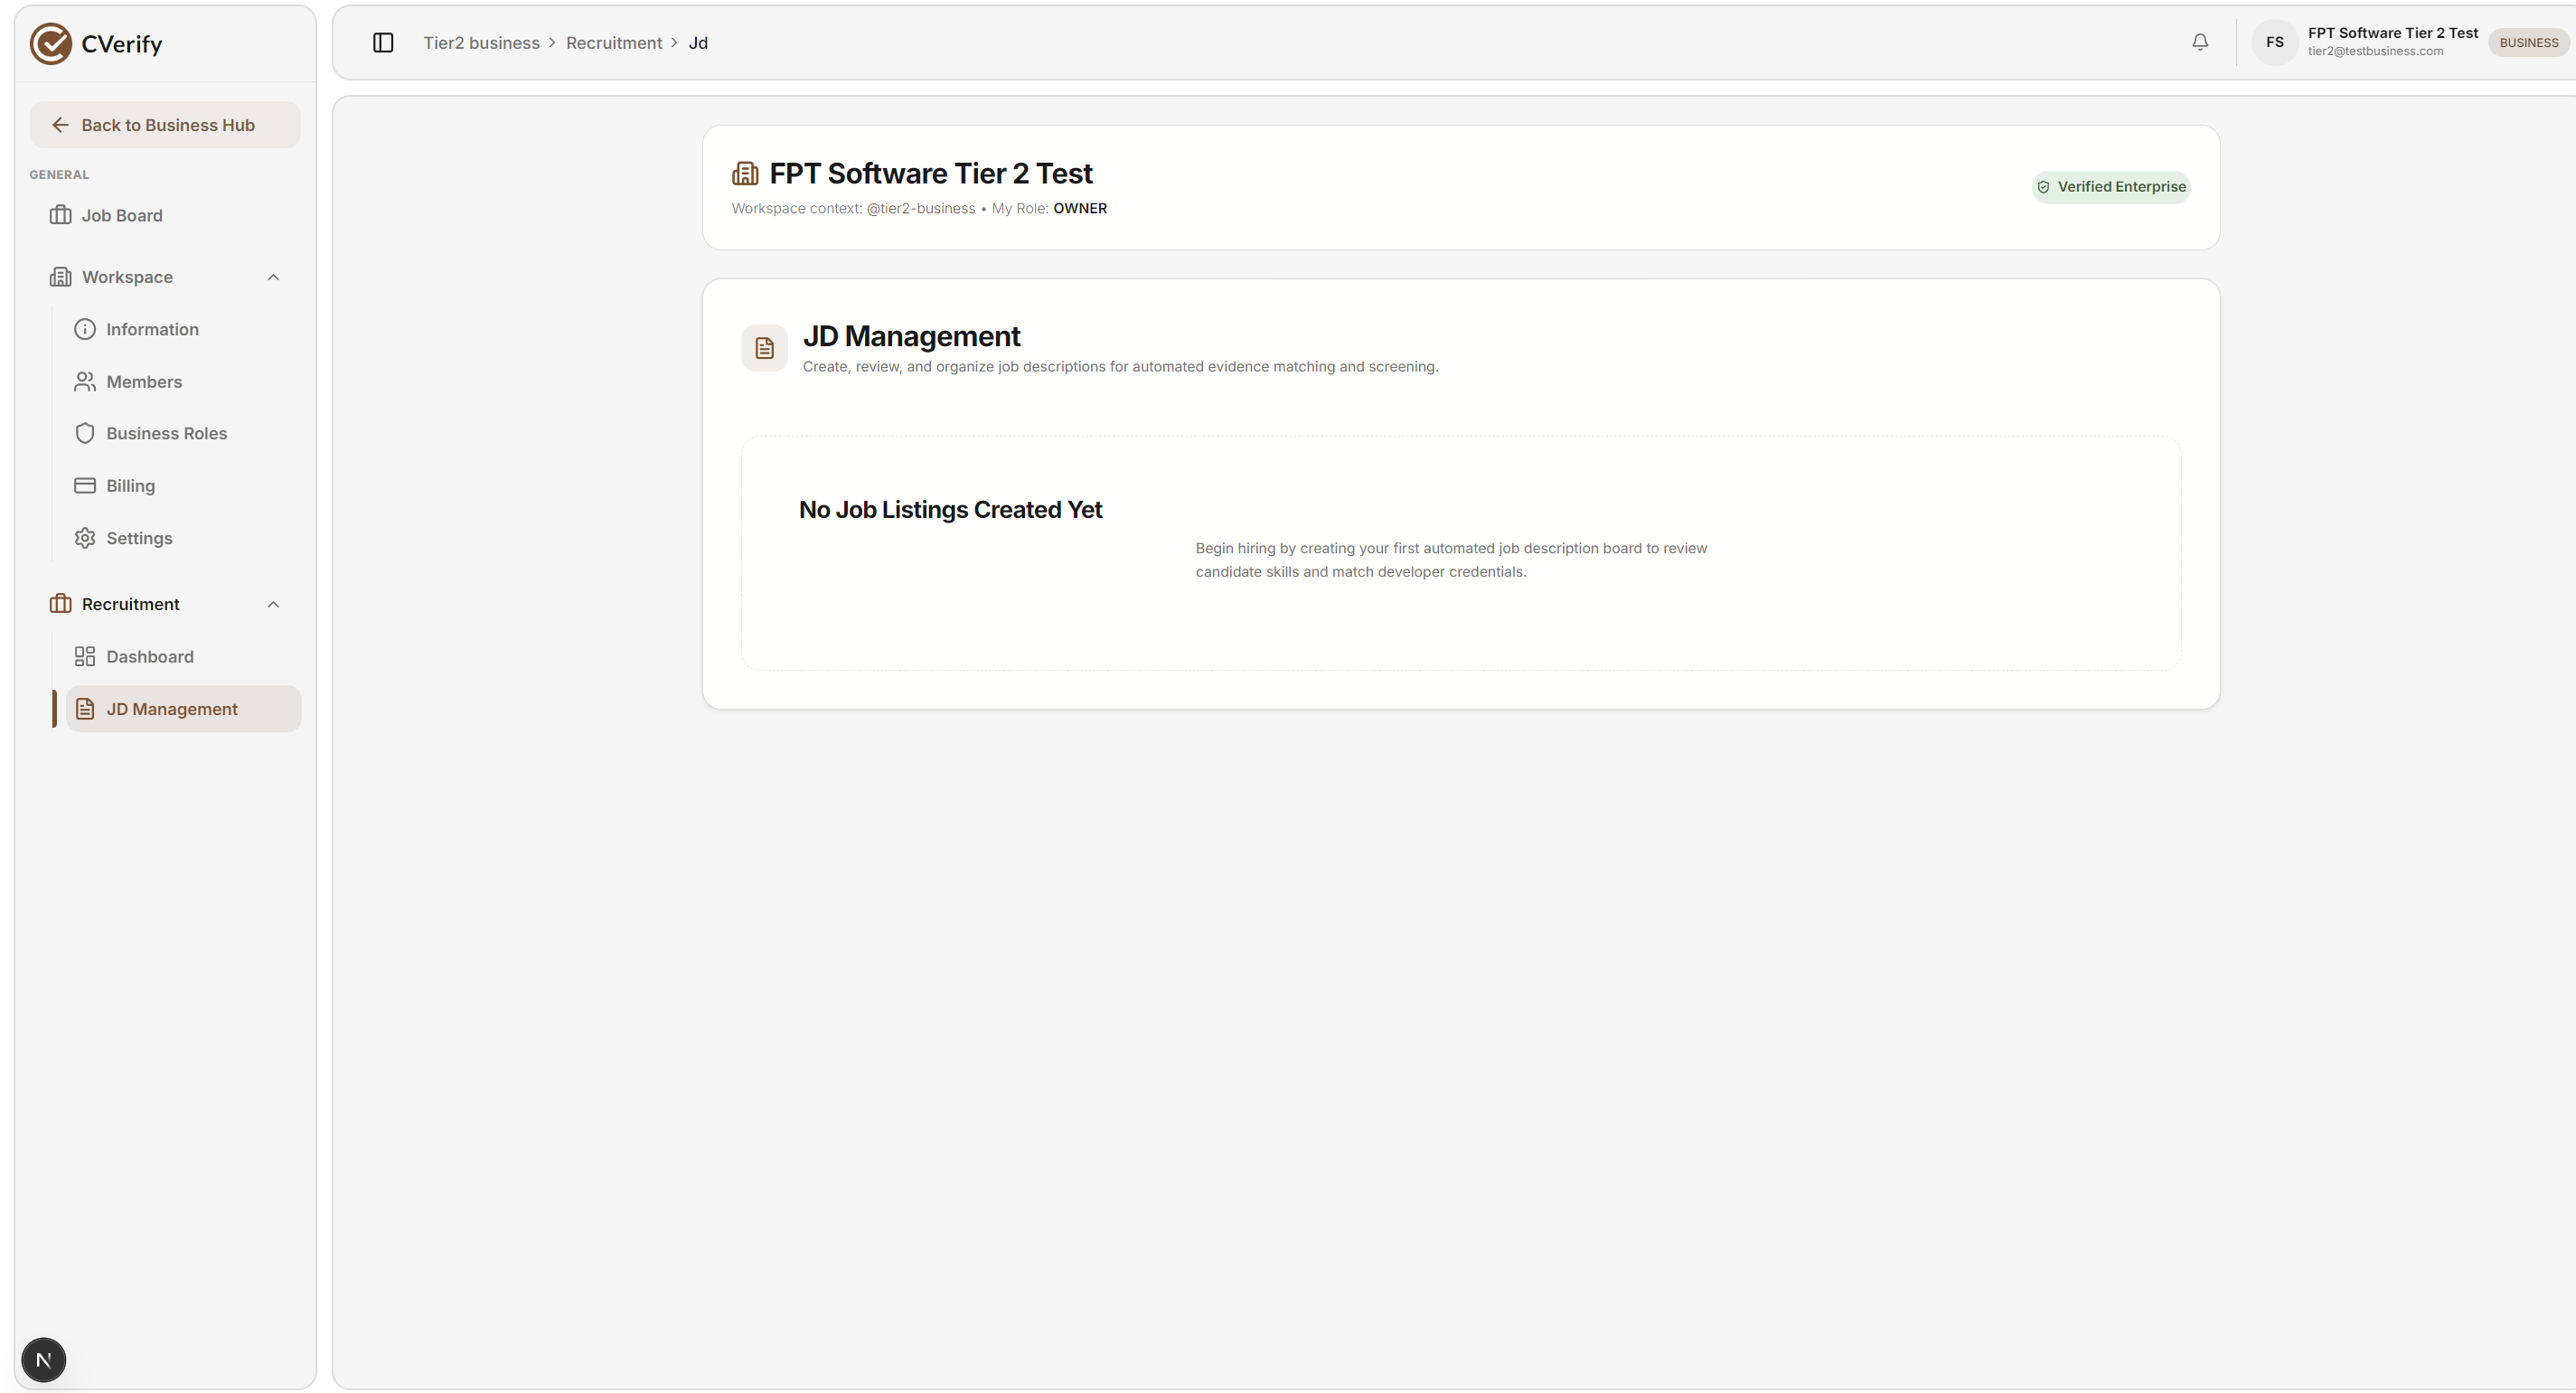 CVerify
Back to Business Hub
GENERAL
Job Board
Workspace
Information
Members
Business Roles
Billing
Settings
Recruitment
Dashboard
JD Management
N
Tier2 business > Recruitment > Jd
FS
FPT Software Tier 2 Test
tier2@testbusiness.com
BUSINESS
FPT Software Tier 2 Test
Workspace context: @tier2-business • My Role: OWNER
Verified Enterprise
JD Management
Create, review, and organize job descriptions for automated evidence matching and screening.
No Job Listings Created Yet
Begin hiring by creating your first automated job description board to review
candidate skills and match developer credentials.